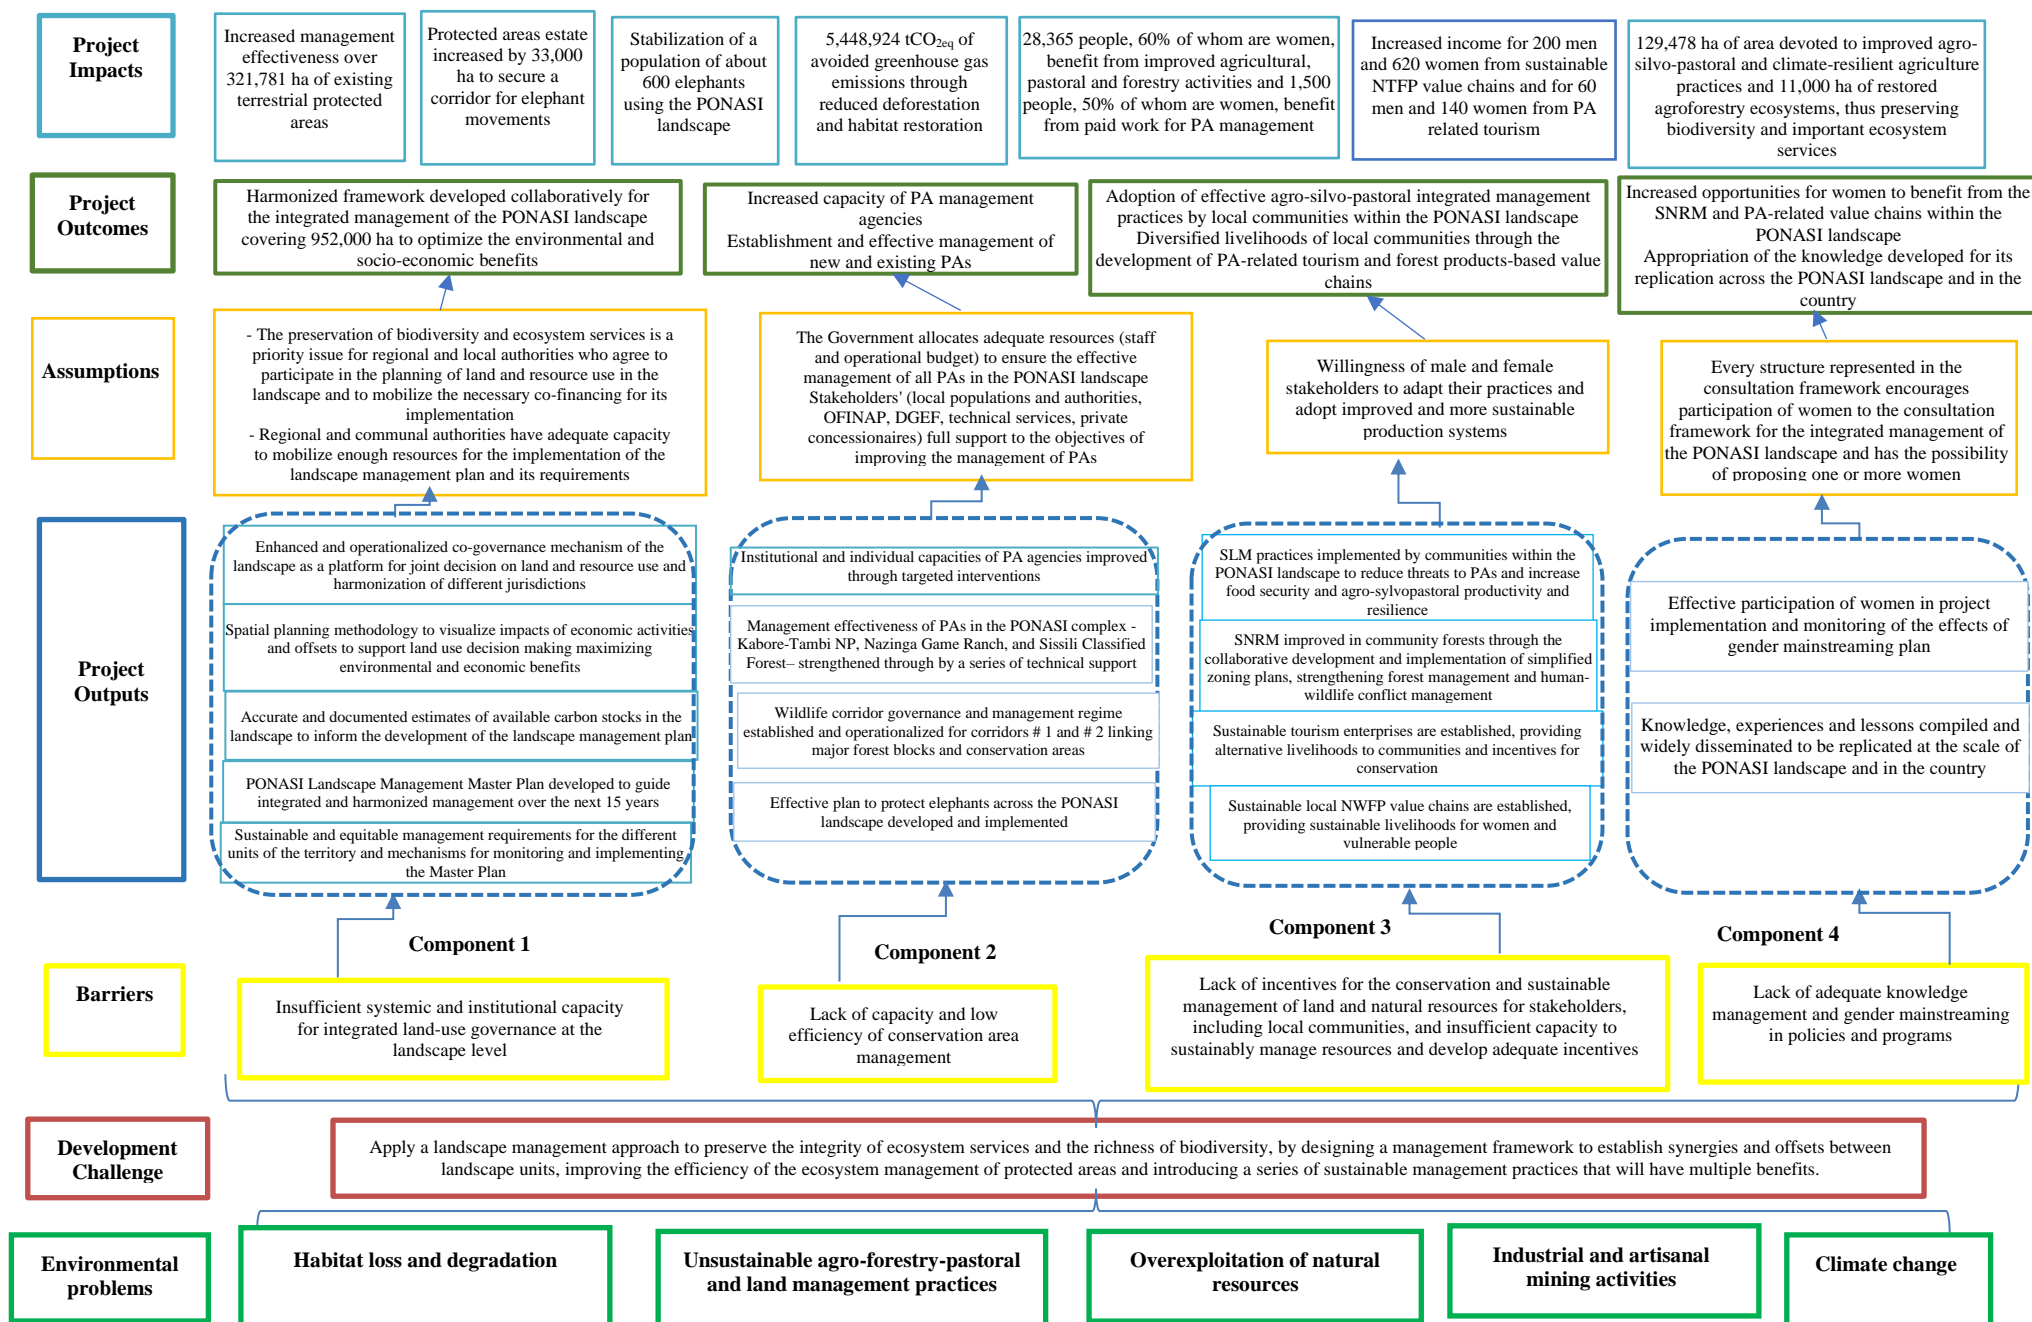 Project
Impacts
Increased management
effectiveness over
321,781 ha of existing
terrestrial protected
areas
Protected areas estate
increased by 33,000
ha to secure a
corridor for elephant
movements
Stabilization of a
population of about
600 elephants
using the PONASI
landscape
5,448,924 tCO2eq of
avoided greenhouse gas
emissions through
reduced deforestation
and habitat restoration
28,365 people, 60% of whom are women,
benefit from improved agricultural,
pastoral and forestry activities and 1,500
people, 50% of whom are women, benefit
from paid work for PA management
Increased income for 200 men
and 620 women from sustainable
NTFP value chains and for 60
men and 140 women from PA
related tourism
129,478 ha of area devoted to improved agro-
silvo-pastoral and climate-resilient agriculture
practices and 11,000 ha of restored
agroforestry ecosystems, thus preserving
biodiversity and important ecosystem
services
Project
Outcomes
Harmonized framework developed collaboratively for
the integrated management of the PONASI landscape
covering 952,000 ha to optimize the environmental and
socio-economic benefits
Increased capacity of PA management
agencies
Establishment and effective management of
new and existing PAs
Adoption of effective agro-silvo-pastoral integrated management
practices by local communities within the PONASI landscape
Diversified livelihoods of local communities through the
development of PA-related tourism and forest products-based value
chains
Increased opportunities for women to benefit from the
SNRM and PA-related value chains within the
PONASI landscape
Appropriation of the knowledge developed for its
replication across the PONASI landscape and in the
country
Assumptions
- The preservation of biodiversity and ecosystem services is a
priority issue for regional and local authorities who agree to
participate in the planning of land and resource use in the
landscape and to mobilize the necessary co-financing for its
implementation
- Regional and communal authorities have adequate capacity
to mobilize enough resources for the implementation of the
landscape management plan and its requirements
The Government allocates adequate resources (staff
and operational budget) to ensure the effective
management of all PAs in the PONASI landscape
Stakeholders' (local populations and authorities,
OFINAP, DGEF, technical services, private
concessionaires) full support to the objectives of
improving the management of PAs
Willingness of male and female
stakeholders to adapt their practices and
adopt improved and more sustainable
production systems
Every structure represented in the
consultation framework encourages
participation of women to the consultation
framework for the integrated management of
the PONASI landscape and has the possibility
of proposing one or more women
Project
Outputs
Enhanced and operationalized co-governance mechanism of the
landscape as a platform for joint decision on land and resource use and
harmonization of different jurisdictions
Spatial planning methodology to visualize impacts of economic activities
and offsets to support land use decision making maximizing
environmental and economic benefits
Accurate and documented estimates of available carbon stocks in the
landscape to inform the development of the landscape management plan
PONASI Landscape Management Master Plan developed to guide
integrated and harmonized management over the next 15 years
Sustainable and equitable management requirements for the different
units of the territory and mechanisms for monitoring and implementing
the Master Plan
Institutional and individual capacities of PA agencies improved
through targeted interventions
Management effectiveness of PAs in the PONASI complex -
Kabore-Tambi NP, Nazinga Game Ranch, and Sissili Classified
Forest– strengthened through by a series of technical support
Wildlife corridor governance and management regime
established and operationalized for corridors # 1 and # 2 linking
major forest blocks and conservation areas
Effective plan to protect elephants across the PONASI
landscape developed and implemented
SLM practices implemented by communities within the
PONASI landscape to reduce threats to PAs and increase
food security and agro-sylvopastoral productivity and
resilience
SNRM improved in community forests through the
collaborative development and implementation of simplified
zoning plans, strengthening forest management and human-
wildlife conflict management
Sustainable tourism enterprises are established, providing
alternative livelihoods to communities and incentives for
conservation
Sustainable local NWFP value chains are established,
providing sustainable livelihoods for women and
vulnerable people
Effective participation of women in project
implementation and monitoring of the effects of
gender mainstreaming plan
Knowledge, experiences and lessons compiled and
widely disseminated to be replicated at the scale of
the PONASI landscape and in the country
Component 1
Component 2
Component 3
Component 4
Barriers
Insufficient systemic and institutional capacity
for integrated land-use governance at the
landscape level
Lack of capacity and low
efficiency of conservation area
management
Lack of incentives for the conservation and sustainable
management of land and natural resources for stakeholders,
including local communities, and insufficient capacity to
sustainably manage resources and develop adequate incentives
Lack of adequate knowledge
management and gender mainstreaming
in policies and programs
Development
Challenge
Apply a landscape management approach to preserve the integrity of ecosystem services and the richness of biodiversity, by designing a management framework to establish synergies and offsets between
landscape units, improving the efficiency of the ecosystem management of protected areas and introducing a series of sustainable management practices that will have multiple benefits.
Environmental
problems
Habitat loss and degradation
Unsustainable agro-forestry-pastoral
and land management practices
Overexploitation of natural
resources
Industrial and artisanal
mining activities
Climate change